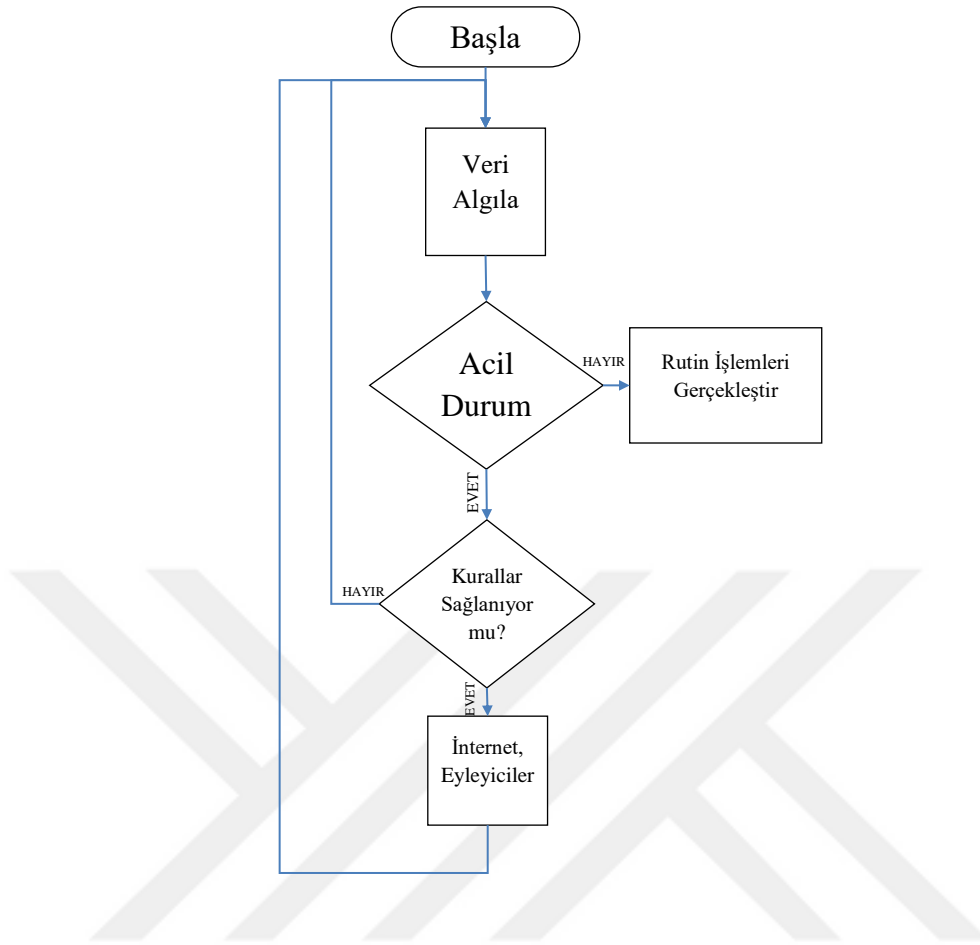 Başla
Veri
Algıla
Acil
Durum
HAYIR
Rutin İşlemleri
Gerçekleştir
EVET
Kurallar
Sağlanıyor
mu?
HAYIR
EVET
İnternet,
Eyleyiciler